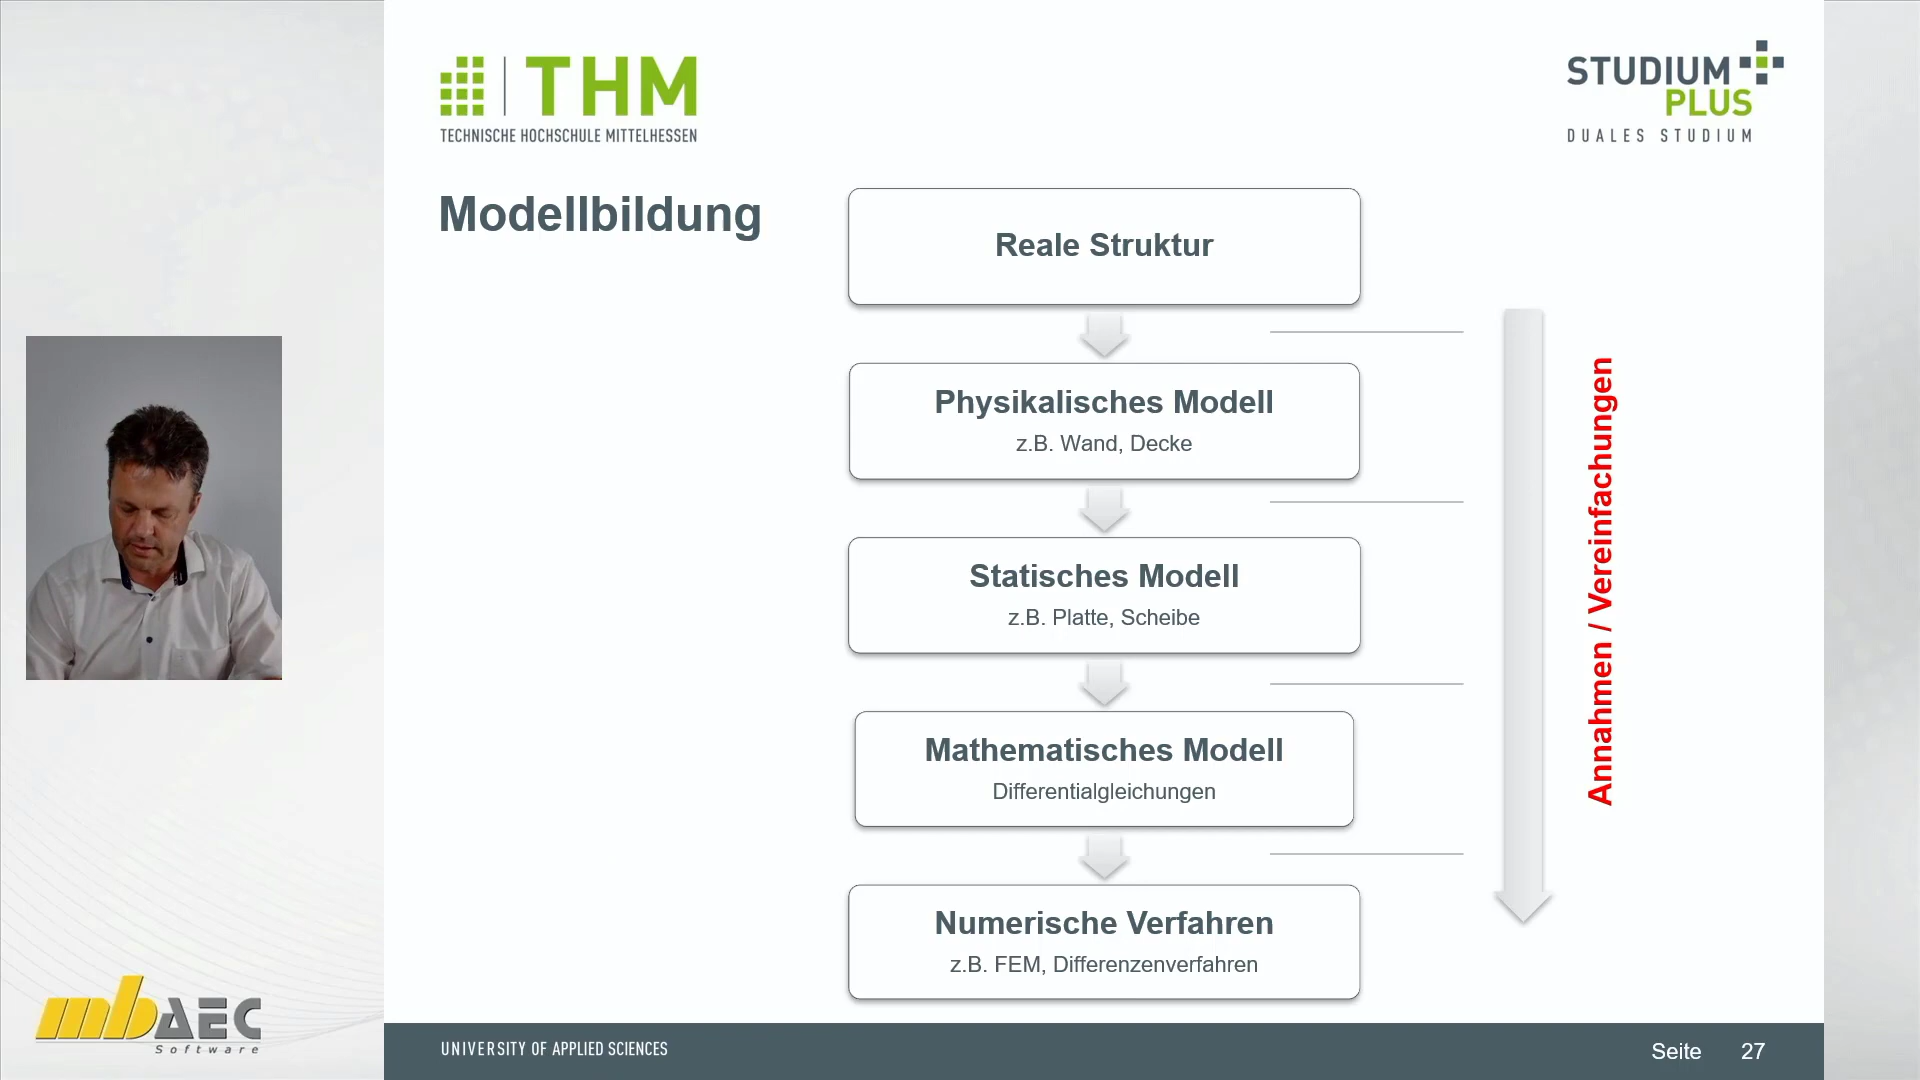 THM
TECHNISCHE HOCHSCHULE MITTELHESSEN
STUDIUM
PLUS
DUALES STUDIUM
Modellbildung
Reale Struktur
Physikalisches Modell
z.B. Wand, Decke
Statisches Modell
z.B. Platte, Scheibe
Mathematisches Modell
Differentialgleichungen
Numerische Verfahren
z.B. FEM, Differenzenverfahren
Annahmen / Vereinfachungen
mbAEC
Software
UNIVERSITY OF APPLIED SCIENCES
Seite 27